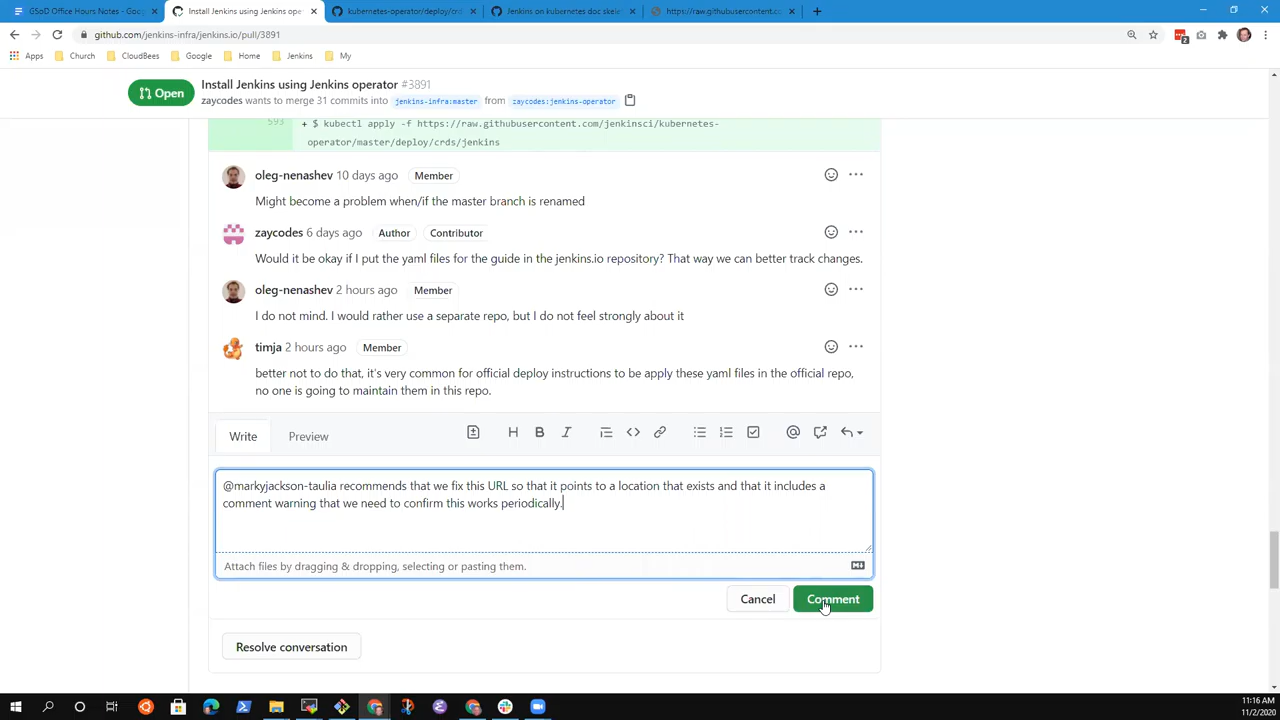 GSoD Office Hours Notes - Goog
Install Jenkins using Jenkins ope
kubernetes-operator/deploy/crds
Jenkins on kubernetes doc skele
https://raw.githubusercontent.co
github.com/jenkins-infra/jenkins.io/pull/3891
Apps Church CloudBees Google Home Jenkins My
Open
Install Jenkins using Jenkins operator #3891
zaycodes wants to merge 31 commits into jenkins-infra:master from zaycodes:jenkins-operator
593 + $ kubectl apply -f https://raw.githubusercontent.com/jenkinsci/kubernetes-
operator/master/deploy/crds/jenkins
oleg-nenashev 10 days ago Member
Might become a problem when/if the master branch is renamed
zaycodes 6 days ago Author Contributor
Would it be okay if I put the yaml files for the guide in the jenkins.io repository? That way we can better track changes.
oleg-nenashev 2 hours ago Member
I do not mind. I would rather use a separate repo, but I do not feel strongly about it
timja 2 hours ago Member
better not to do that, it's very common for official deploy instructions to be apply these yaml files in the official repo,
no one is going to maintain them in this repo.
Write Preview
@markyjackson-taulia recommends that we fix this URL so that it points to a location that exists and that it includes a
comment warning that we need to confirm this works periodically.
Attach files by dragging & dropping, selecting or pasting them.
Cancel Comment
Resolve conversation
11:16 AM
11/2/2020